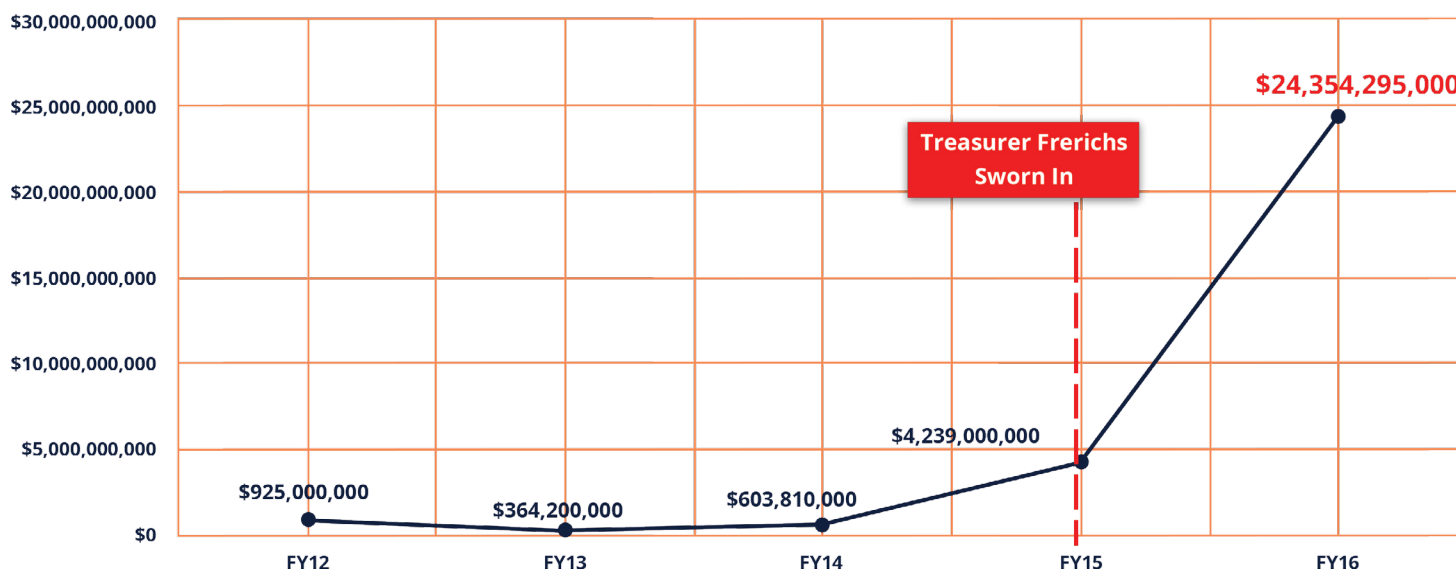 $30,000,000,000
$25,000,000,000
$20,000,000,000
$15,000,000,000
$10,000,000,000
$5,000,000,000
$0
$925,000,000
$364,200,000
$603,810,000
$4,239,000,000
$24,354,295,000
Treasurer Frerichs
Sworn In
FY12
FY13
FY14
FY15
FY16